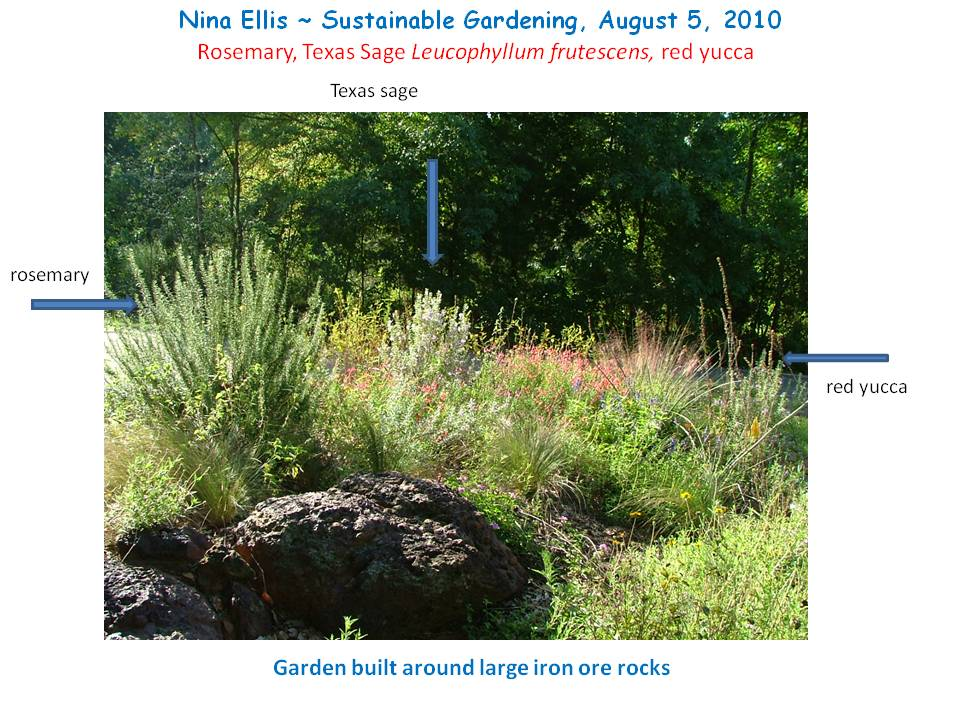 Nina Ellis ~ Sustainable Gardening, August 5, 2010
Rosemary, Texas Sage Leucophyllum frutescens, red yucca
Texas sage
rosemary
red yucca
Garden built around large iron ore rocks